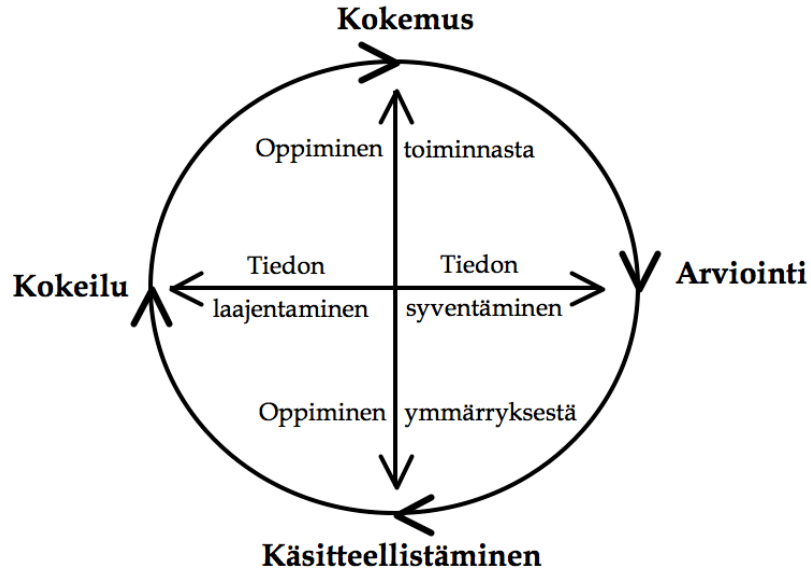 Kokemus
Oppiminen toiminnasta
Tiedon Tiedon
Kokeilu Arviointi
laajentaminen syventäminen
Oppiminen ymmärryksestä
Käsitteellistäminen